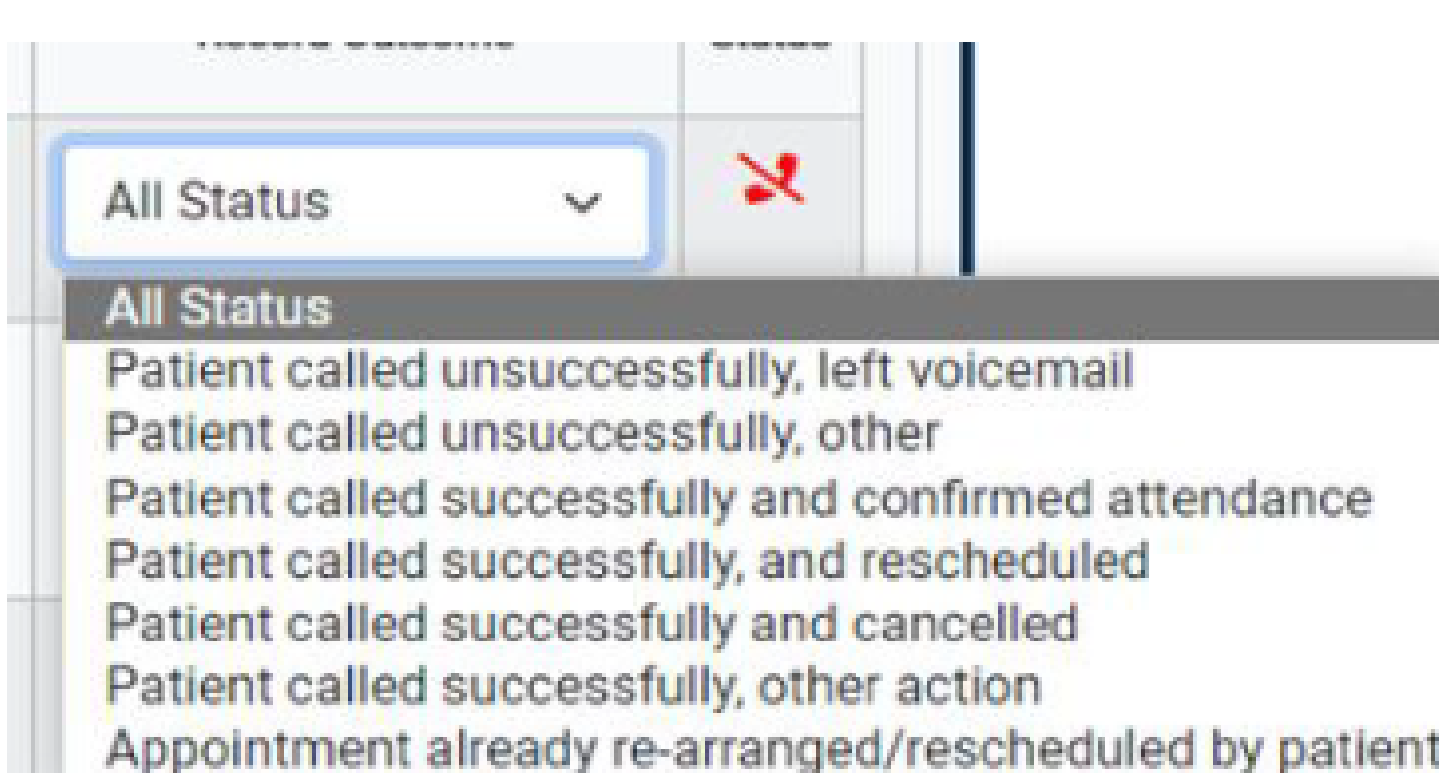 All Status
All Status
Patient called unsuccessfully, left voicemail
Patient called unsuccessfully, other
Patient called successfully and confirmed attendance
Patient called successfully, and rescheduled
Patient called successfully and cancelled
Patient called successfully, other action
Appointment already re-arranged/rescheduled by patient